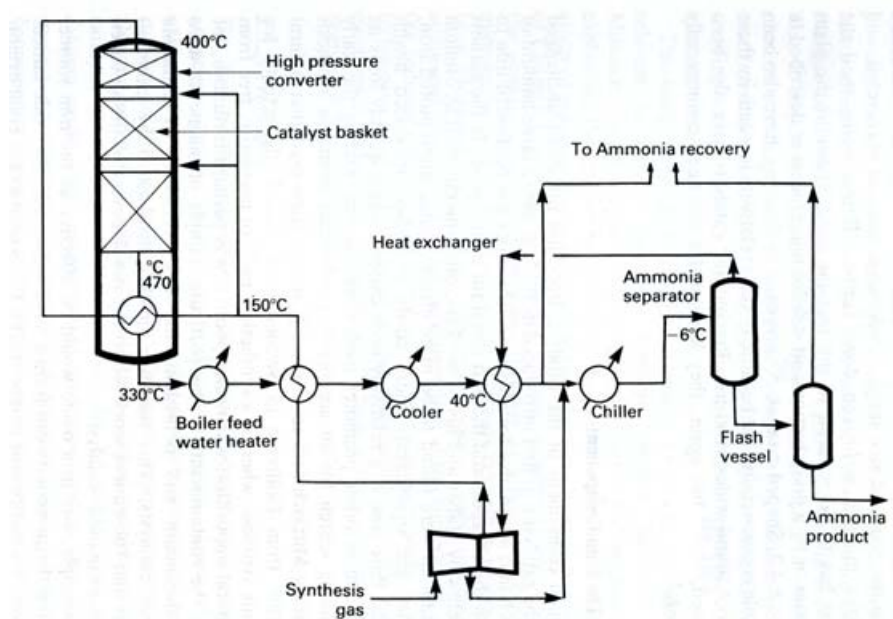 400°C
High pressure
converter
Catalyst basket
To Ammonia recovery
Heat exchanger
Ammonia
separator
°C
470
150°C
−6°C
330°C
Boiler feed
water heater
Cooler
40°C
Chiller
Flash
vessel
Ammonia
product
Synthesis
gas